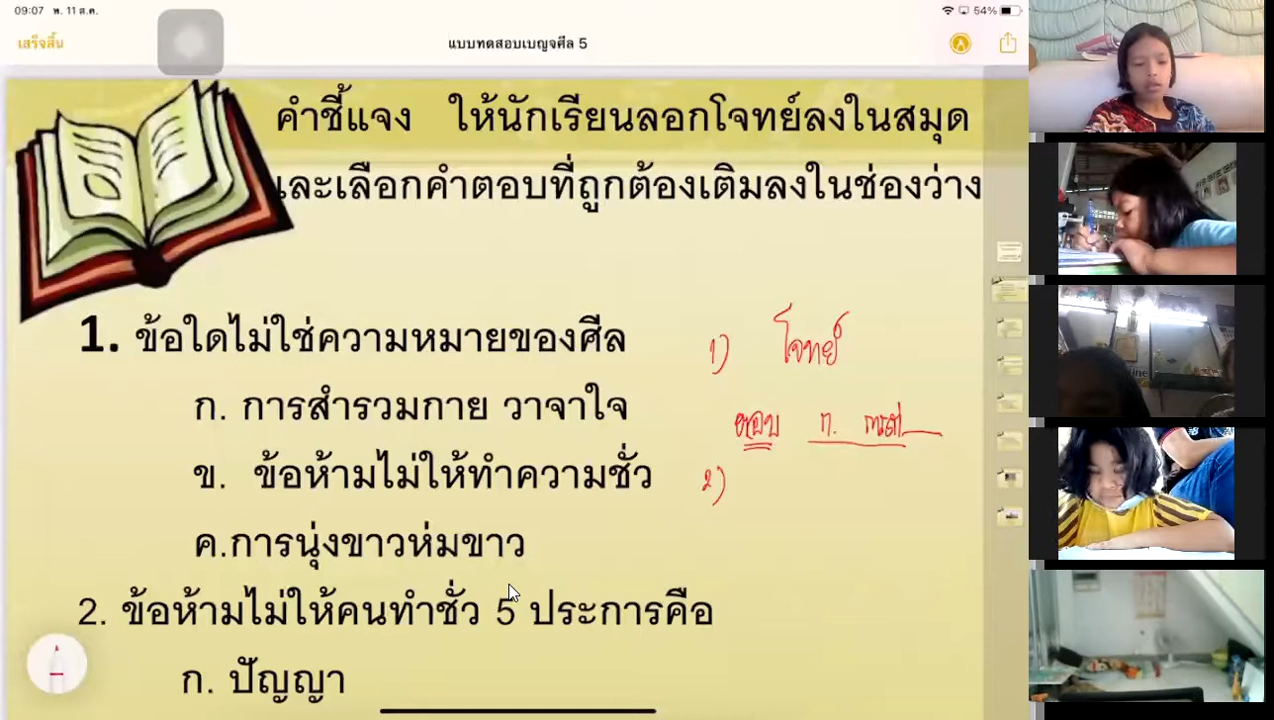 09:07 พ. 11 ส.ค.
54%
เสร็จสิ้น
แบบทดสอบเบญจศีล 5
คำชี้แจง ให้นักเรียนลอกโจทย์ลงในสมุด
และเลือกคำตอบที่ถูกต้องเติมลงในช่องว่าง
1. ข้อใดไม่ใช่ความหมายของศีล
ก. การสำรวมกาย วาจาใจ
ข. ข้อห้ามไม่ให้ทำความชั่ว
ค.การนุ่งขาวห่มขาว
2. ข้อห้ามไม่ให้คนทำชั่ว 5 ประการคือ
ก. ปัญญา
1) โจทย์
ตอบ ก.
2)